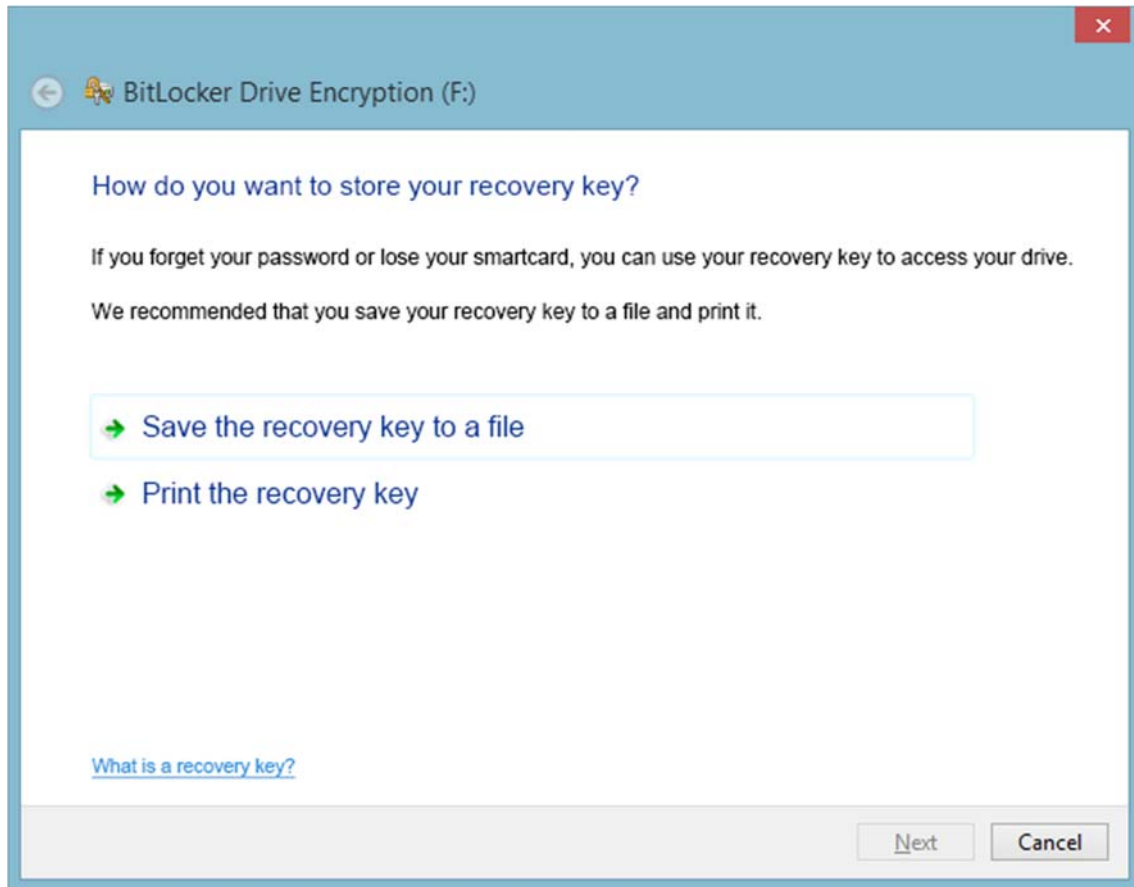 BitLocker Drive Encryption (F:)
How do you want to store your recovery key?
If you forget your password or lose your smartcard, you can use your recovery key to access your drive.
We recommended that you save your recovery key to a file and print it.
Save the recovery key to a file
Print the recovery key
What is a recovery key?
Next Cancel